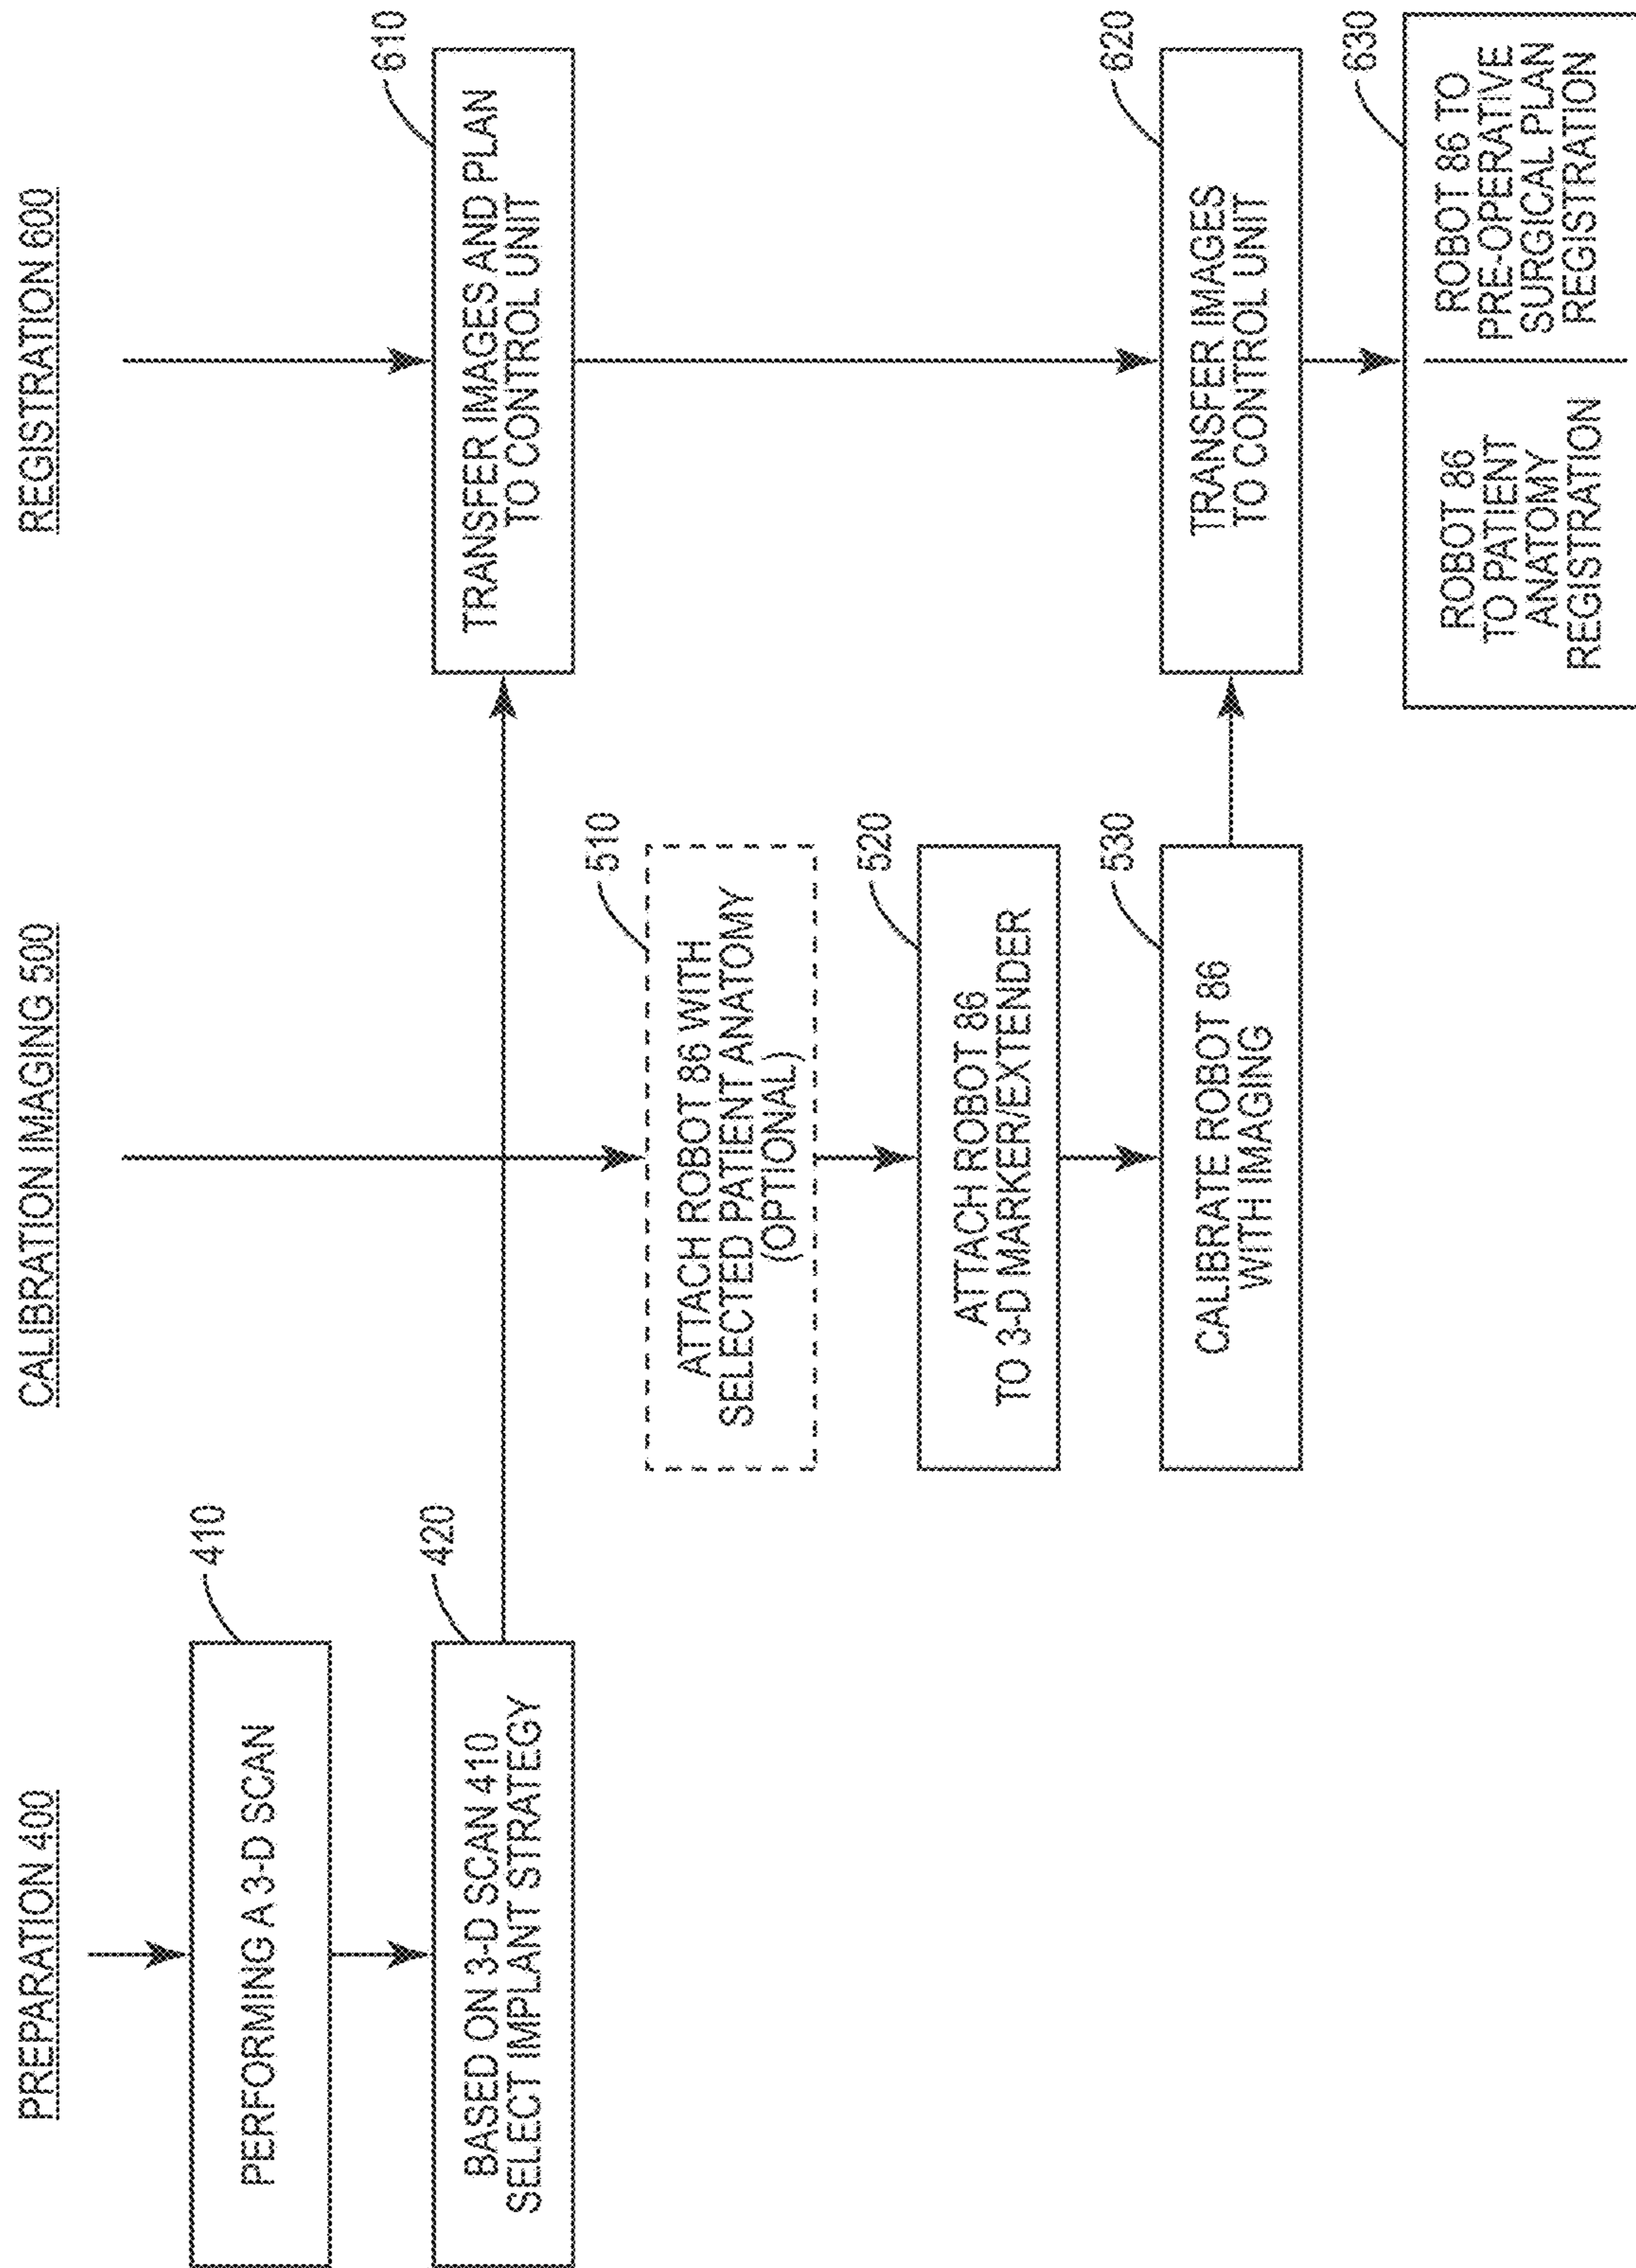 PREPARATION 400
PERFORMING A 3-D SCAN
410
BASED ON 3-D SCAN 410
SELECT IMPLANT STRATEGY
420
CALIBRATION IMAGING 500
ATTACH ROBOT 86 WITH
SELECTED PATIENT ANATOMY
(OPTIONAL)
510
ATTACH ROBOT 86
TO 3-D MARKER/EXTENDER
520
CALIBRATE ROBOT 86
WITH IMAGING
530
REGISTRATION 600
TRANSFER IMAGES AND PLAN
TO CONTROL UNIT
610
TRANSFER IMAGES
TO CONTROL UNIT
620
ROBOT 86
TO PATIENT
ANATOMY
REGISTRATION
ROBOT 86 TO
PRE-OPERATIVE
SURGICAL PLAN
REGISTRATION
630